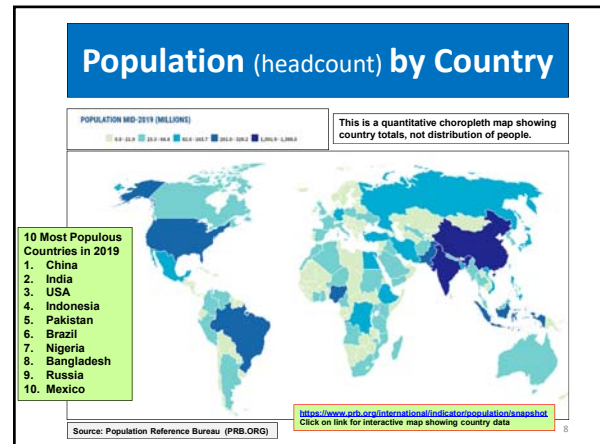 Population (headcount) by Country
POPULATION MID-2019 (MILLIONS)
This is a quantitative choropleth map showing
country totals, not distribution of people.
10 Most Populous
Countries in 2019
1. China
2. India
3. USA
4. Indonesia
5. Pakistan
6. Brazil
7. Nigeria
8. Bangladesh
9. Russia
10. Mexico
https://www.prb.org/international/indicator/population/snapshot
Click on link for interactive map showing country data
Source: Population Reference Bureau (PRB.ORG)
8